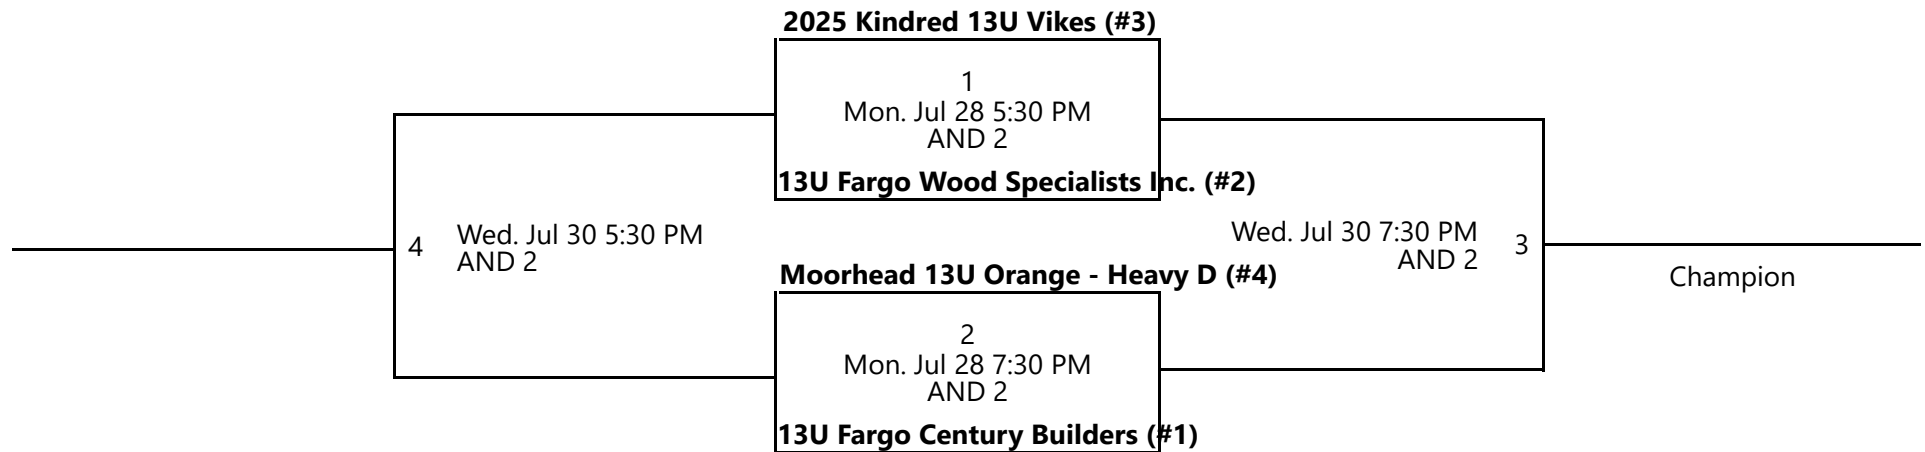 2025 Kindred 13U Vikes (#3)
1
Mon. Jul 28 5:30 PM
AND 2
13U Fargo Wood Specialists Inc. (#2)
4
Wed. Jul 30 5:30 PM
AND 2
Wed. Jul 30 7:30 PM
AND 2
3
Champion
Moorhead 13U Orange - Heavy D (#4)
2
Mon. Jul 28 7:30 PM
AND 2
13U Fargo Century Builders (#1)